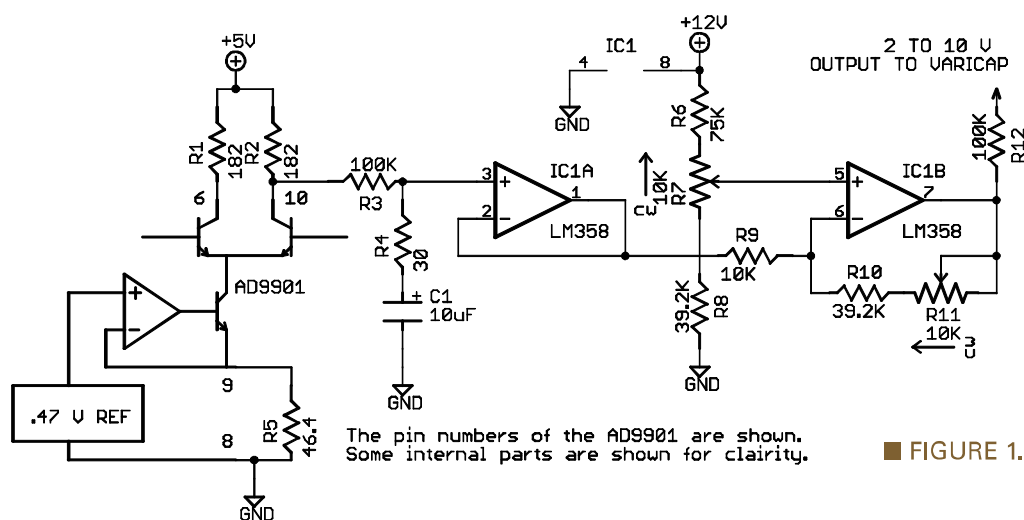 +12V
+5V
IC1
4
8
2 TO 10 V
OUTPUT TO VARICAP
GND
R6
75K
R1
182
R2
182
100K
R3
100K
R12
3
+
IC1A
1
2
-
LM358
CW
10K
R7
5
+
IC1B
7
6
-
LM358
6
10
R4
30
R9
10K
AD9901
+ C1
10uF
39.2K
R8
R10
39.2K
R11
10K
CW
+
-
GND
GND
9
.47 V REF
8
R5
46.4
The pin numbers of the AD9901 are shown.
Some internal parts are shown for clairity.
GND
■ FIGURE 1.